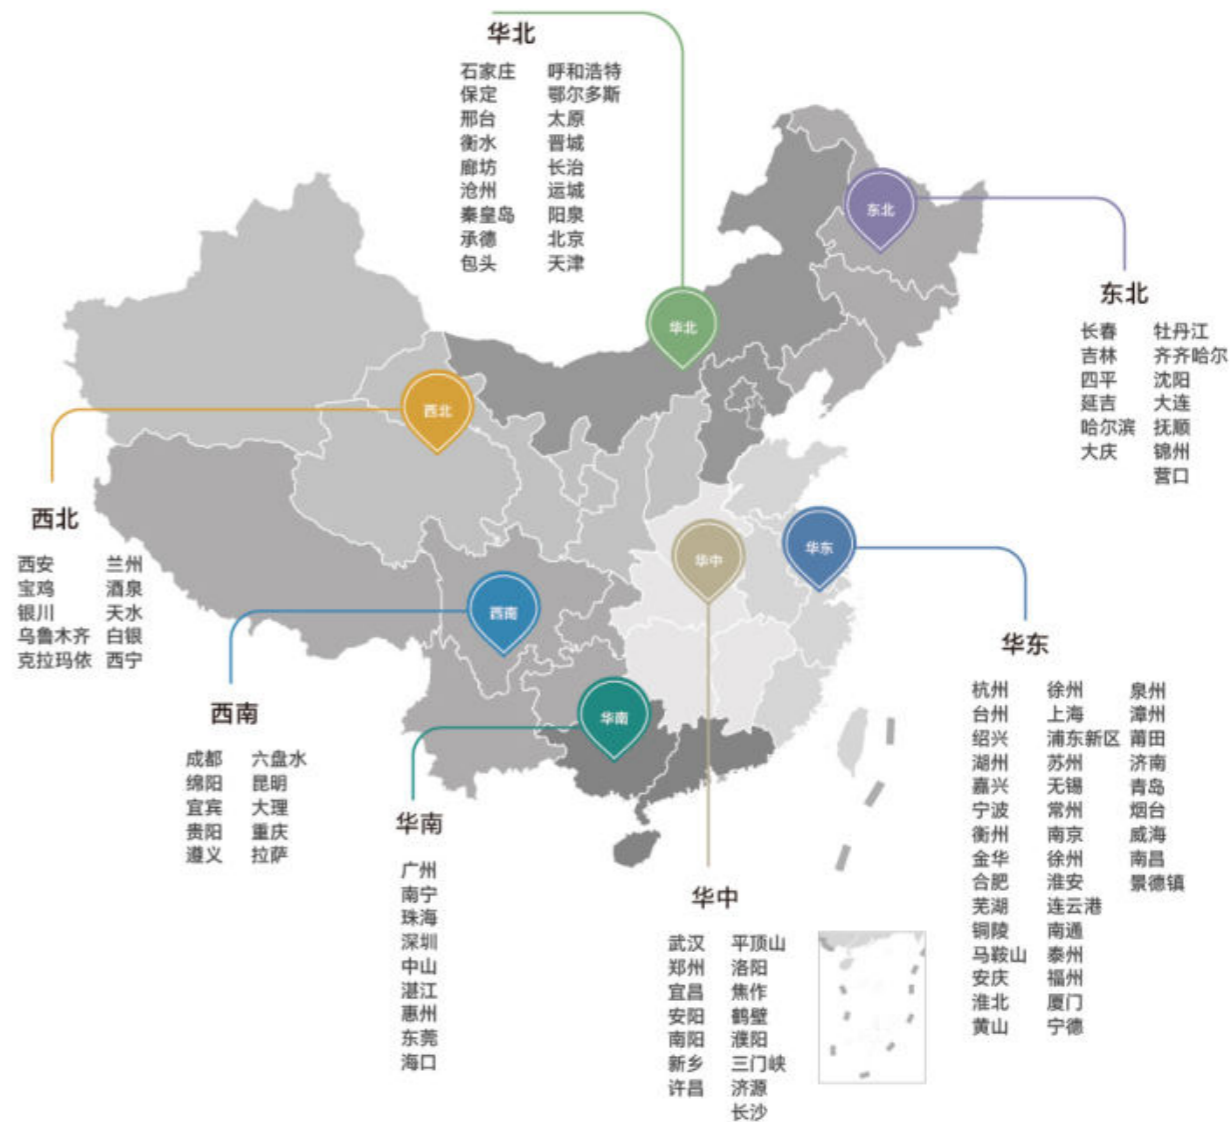 华北
石家庄 呼和浩特
保定 鄂尔多斯
邢台 太原
衡水 晋城
廊坊 长治
沧州 运城
秦皇岛 阳泉
承德 北京
包头 天津
东北
华北
西北
西南
华南
华中
华东
东北
长春 牡丹江
吉林 齐齐哈尔
四平 沈阳
延吉 大连
哈尔滨 抚顺
大庆 锦州
营口
西北
西安 兰州
宝鸡 酒泉
银川 天水
乌鲁木齐 白银
克拉玛依 西宁
西南
成都 六盘水
绵阳 昆明
宜宾 大理
贵阳 重庆
遵义 拉萨
华南
广州
南宁
珠海
深圳
中山
湛江
惠州
东莞
海口
华中
武汉 平顶山
郑州 洛阳
宜昌 焦作
安阳 鹤壁
南阳 濮阳
新乡 三门峡
许昌 济源
长沙
华东
杭州 徐州 泉州
台州 上海 漳州
绍兴 浦东新区 莆田
湖州 苏州 济南
嘉兴 无锡 青岛
宁波 常州 烟台
衡州 南京 威海
金华 徐州 南昌
合肥 淮安 景德镇
芜湖 连云港
铜陵 南通
马鞍山 泰州
安庆 福州
淮北 厦门
黄山 宁德